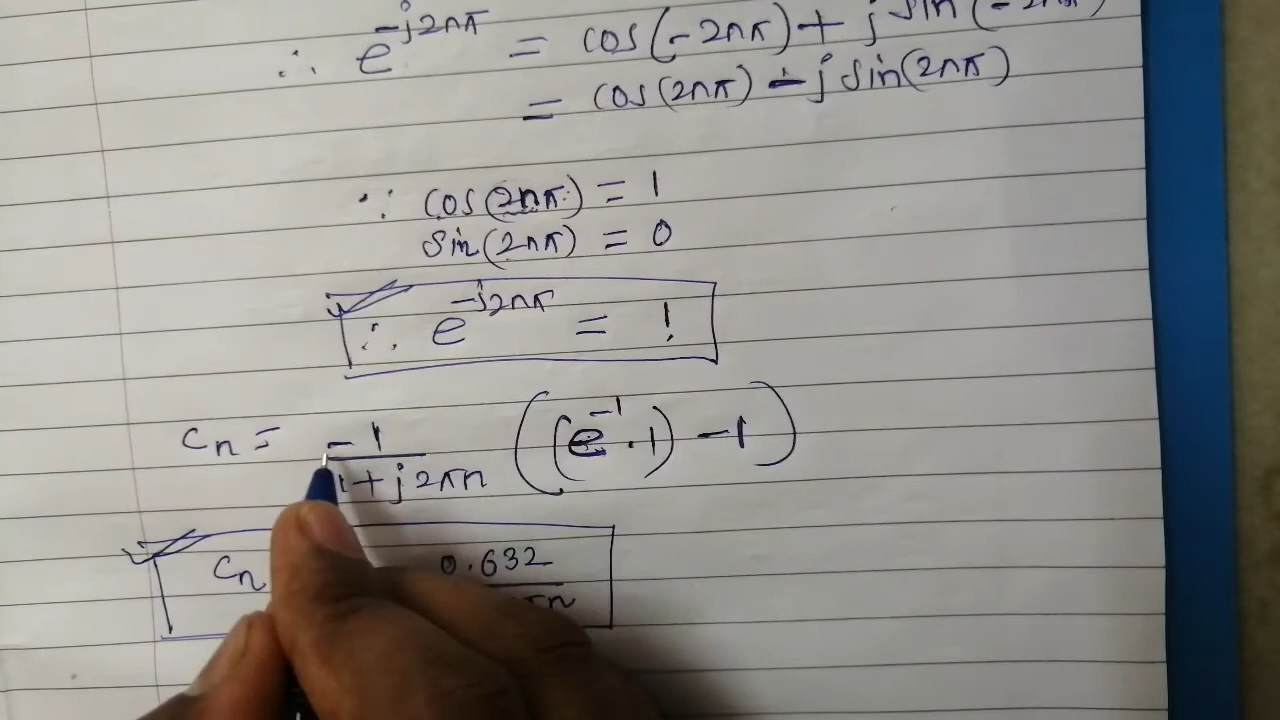 ∴ e^{-j2nπ} = cos(-2nπ) + j sin(-2nπ)
= cos(2nπ) - j sin(2nπ)
∵ cos(2nπ) = 1
sin(2nπ) = 0
∴ e^{-j2nπ} = 1
Cn = -1/(1+j2πn) ((e^{-1}.1) -1)
Cn 0.632/πn